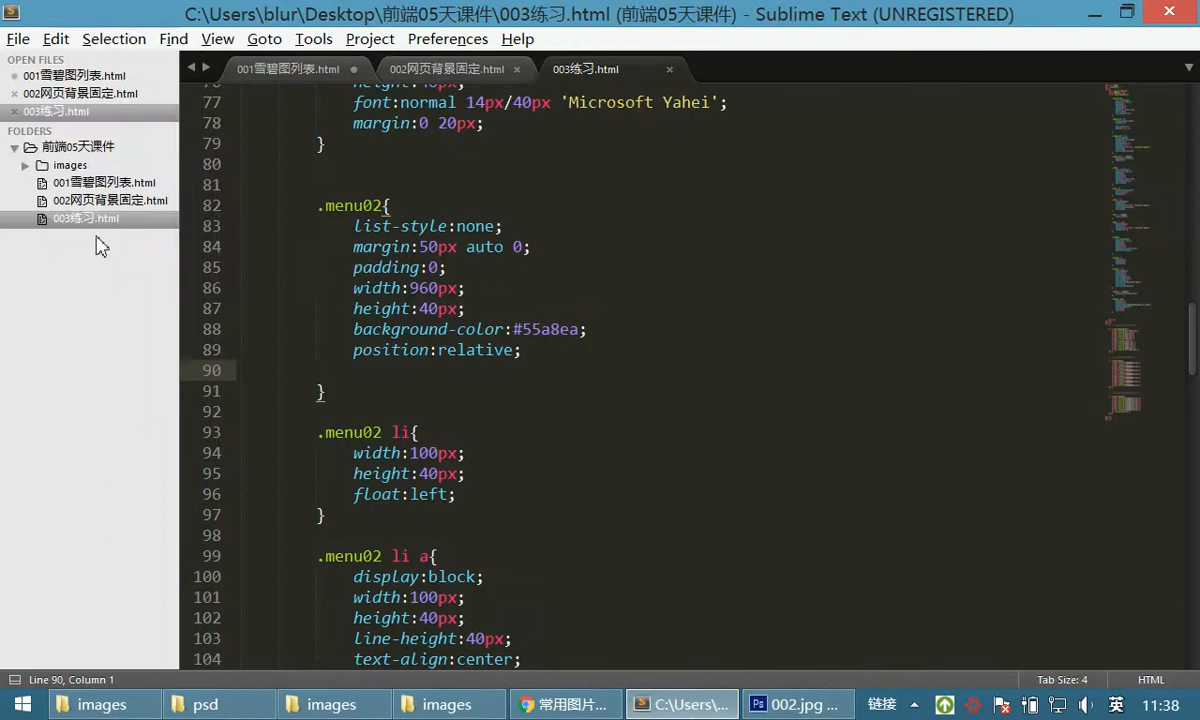 C:\Users\blur\Desktop\前端05天课件\003练习.html (前端05天课件) - Sublime Text (UNREGISTERED)
File Edit Selection Find View Goto Tools Project Preferences Help
OPEN FILES
001雪碧图列表.html
002网页背景固定.html
003练习.html
FOLDERS
前端05天课件
images
001雪碧图列表.html
002网页背景固定.html
003练习.html
001雪碧图列表.html 002网页背景固定.html 003练习.html
76 height:40px;
77 font:normal 14px/40px 'Microsoft Yahei';
78 margin:0 20px;
79 }
80
81
82 .menu02{
83 list-style:none;
84 margin:50px auto 0;
85 padding:0;
86 width:960px;
87 height:40px;
88 background-color:#55a8ea;
89 position:relative;
90
91 }
92
93 .menu02 li{
94 width:100px;
95 height:40px;
96 float:left;
97 }
98
99 .menu02 li a{
100 display:block;
101 width:100px;
102 height:40px;
103 line-height:40px;
104 text-align:center;
Line 90, Column 1 Tab Size: 4 HTML
images psd images images 常用图片... C:\Users\... 002.jpg ... 链接 英 11:38